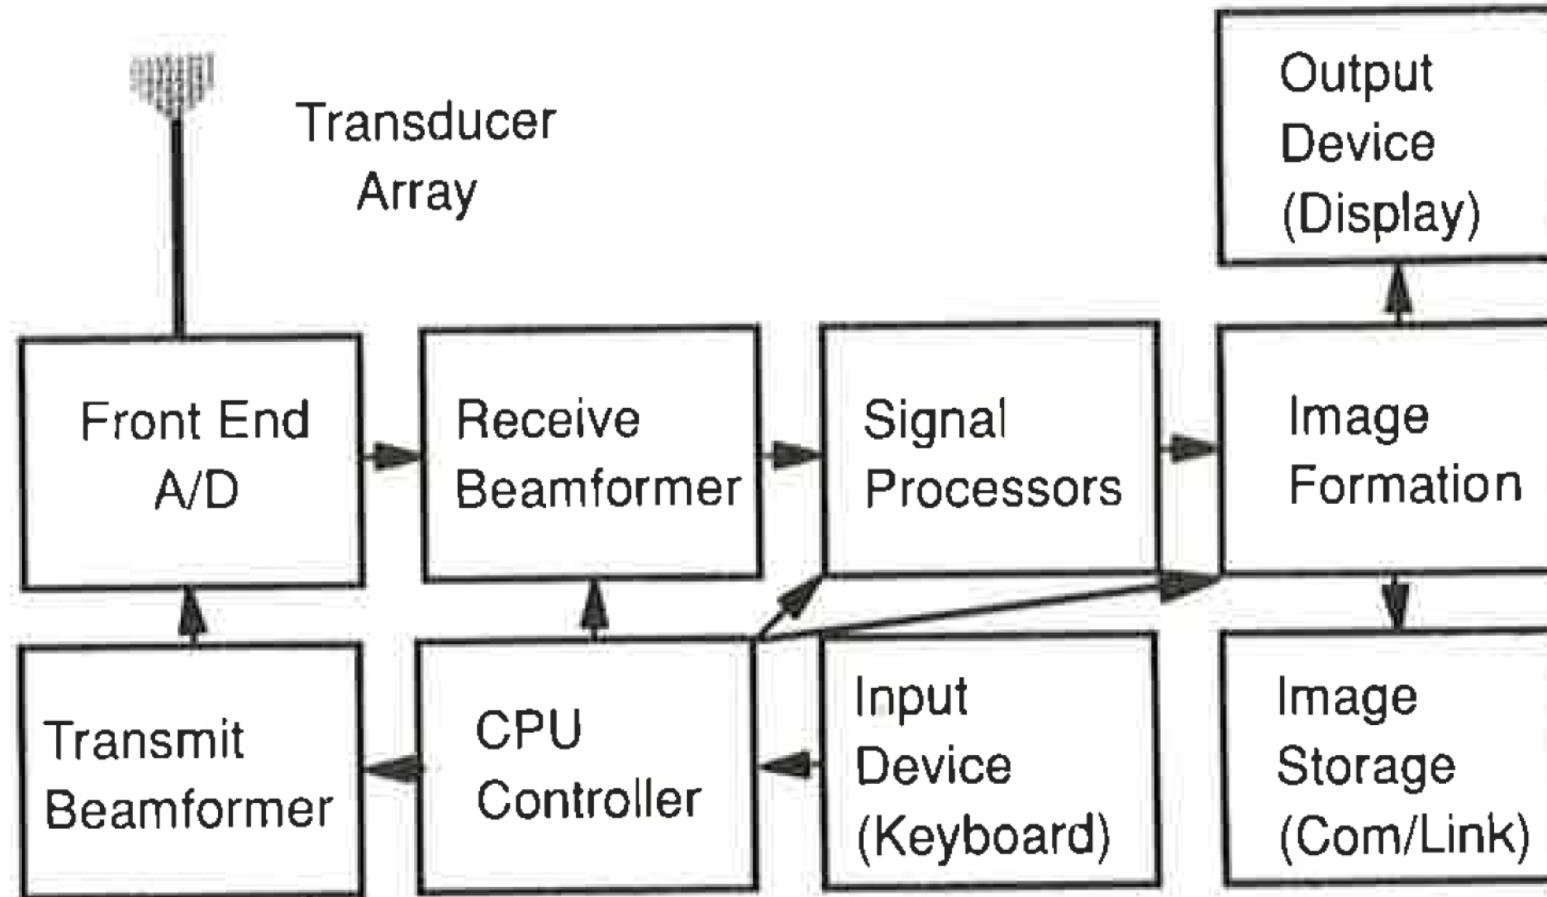 Transducer
Array
Output
Device
(Display)
Front End
A/D
Receive
Beamformer
Signal
Processors
Image
Formation
Transmit
Beamformer
CPU
Controller
Input
Device
(Keyboard)
Image
Storage
(Com/Link)